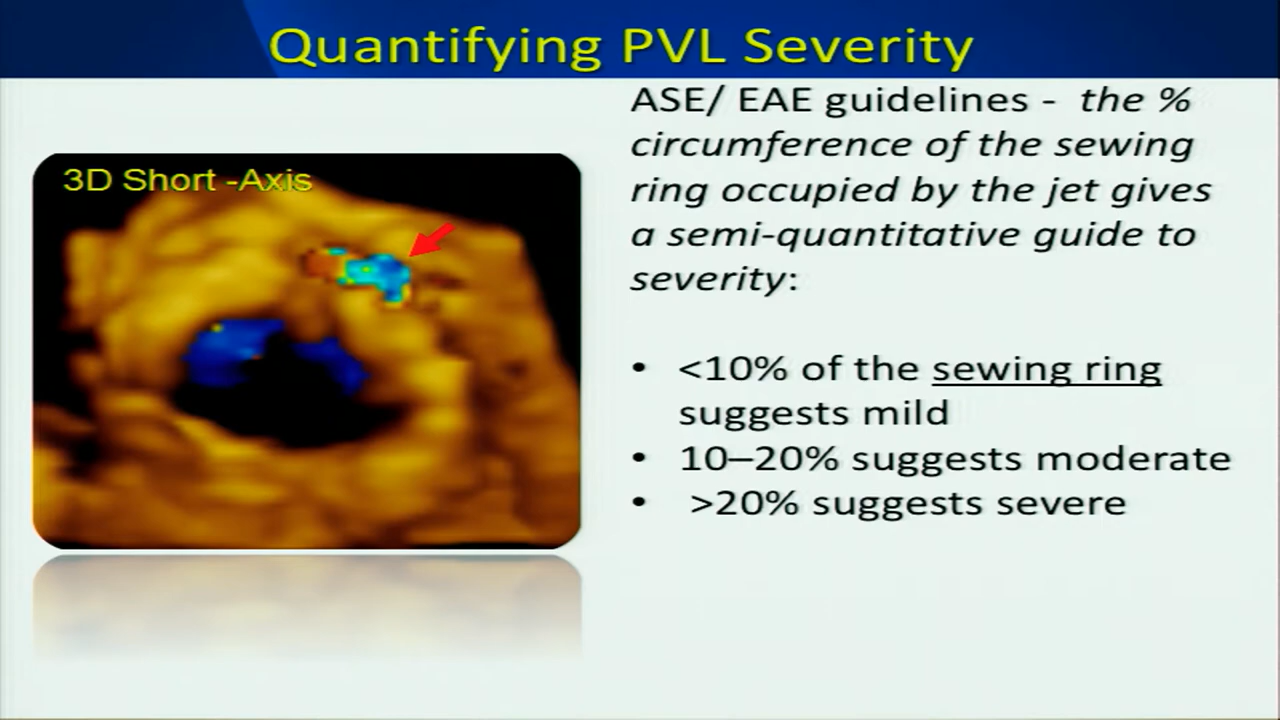 Quantifying PVL Severity
3D Short -Axis
ASE/ EAE guidelines - the %
circumference of the sewing
ring occupied by the jet gives
a semi-quantitative guide to
severity:
• <10% of the sewing ring
suggests mild
• 10–20% suggests moderate
• >20% suggests severe